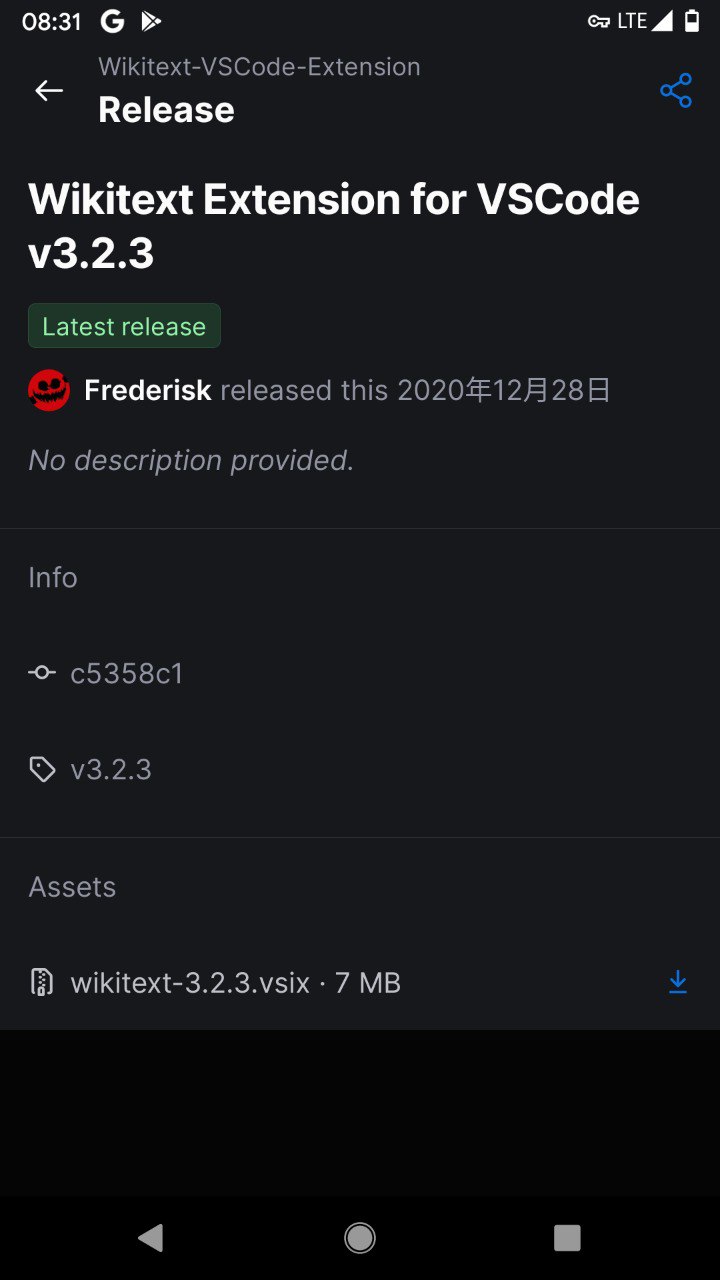 08:31
LTE
Wikitext-VSCode-Extension
Release
Wikitext Extension for VSCode
v3.2.3
Latest release
Frederisk released this 2020年12月28日
No description provided.
Info
c5358c1
v3.2.3
Assets
wikitext-3.2.3.vsix · 7 MB